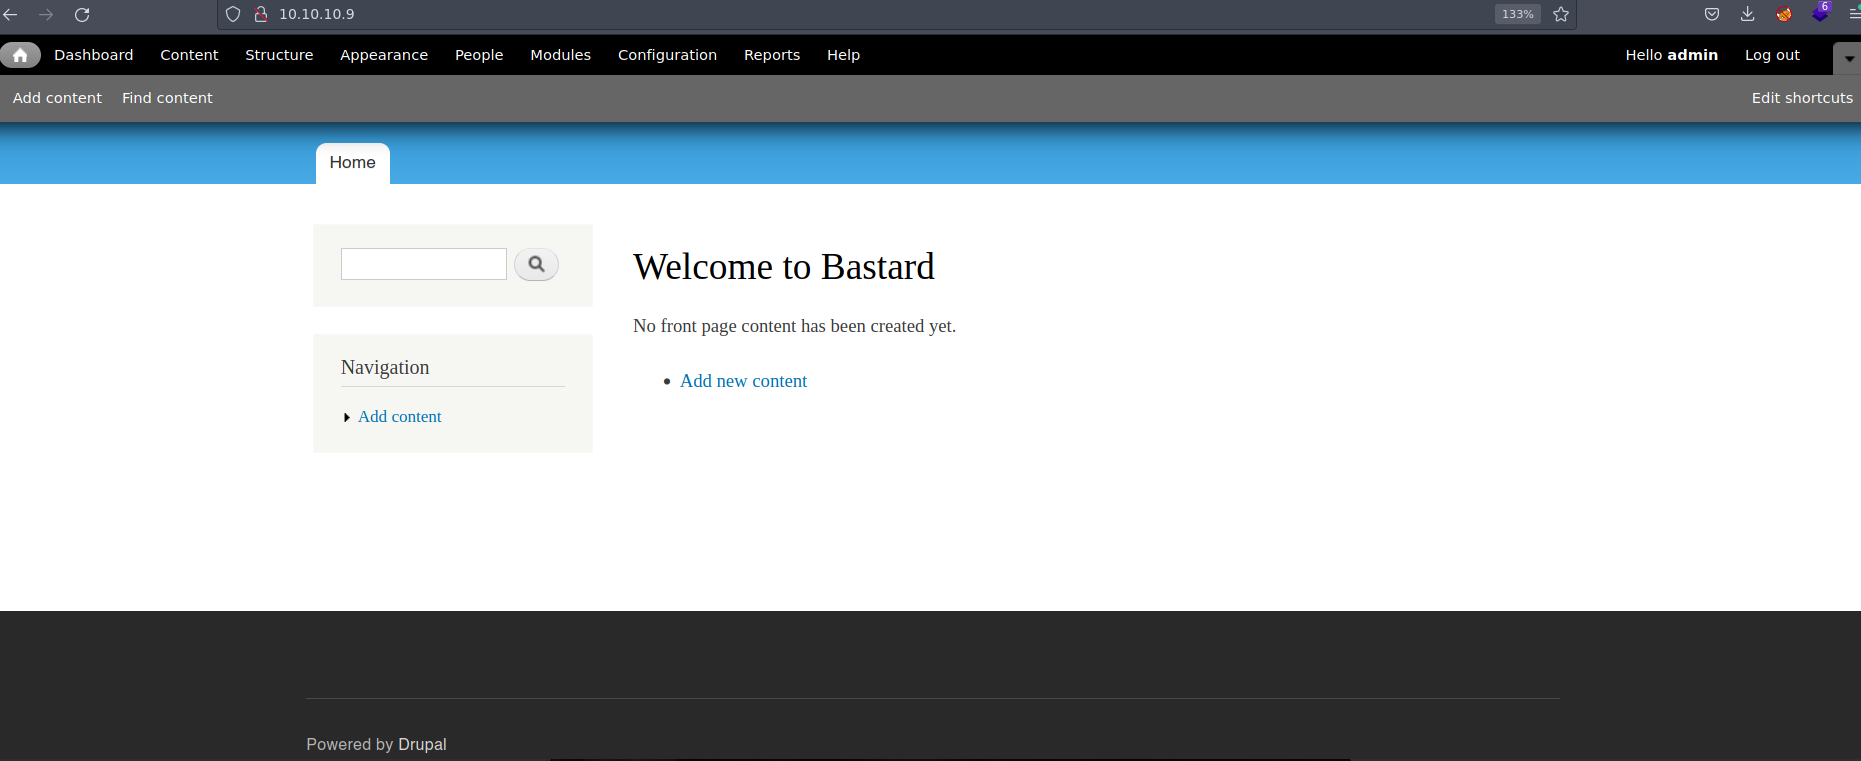 10.10.10.9 133% 6
Dashboard Content Structure Appearance People Modules Configuration Reports Help Hello admin Log out
Add content Find content Edit shortcuts
Home
Welcome to Bastard
No front page content has been created yet.
Add new content
Navigation
Add content
Powered by Drupal